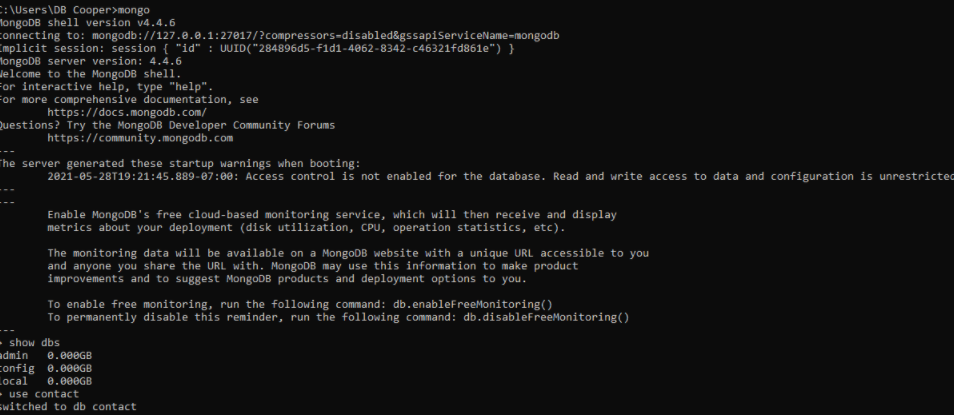 C:\Users\DB Cooper>mongo
MongoDB shell version v4.4.6
connecting to: mongodb://127.0.0.1:27017/?compressors=disabled&gssapiServiceName=mongodb
Implicit session: session { "id" : UUID("284896d5-f1d1-4062-8342-c46321fd861e") }
MongoDB server version: 4.4.6
Welcome to the MongoDB shell.
For interactive help, type "help".
For more comprehensive documentation, see
https://docs.mongodb.com/
Questions? Try the MongoDB Developer Community Forums
https://community.mongodb.com
---
The server generated these startup warnings when booting:
2021-05-28T19:21:45.889-07:00: Access control is not enabled for the database. Read and write access to data and configuration is unrestricted
---
---
Enable MongoDB's free cloud-based monitoring service, which will then receive and display
metrics about your deployment (disk utilization, CPU, operation statistics, etc).
The monitoring data will be available on a MongoDB website with a unique URL accessible to you
and anyone you share the URL with. MongoDB may use this information to make product
improvements and to suggest MongoDB products and deployment options to you.
To enable free monitoring, run the following command: db.enableFreeMonitoring()
To permanently disable this reminder, run the following command: db.disableFreeMonitoring()
---
> show dbs
admin 0.000GB
config 0.000GB
local 0.000GB
> use contact
switched to db contact